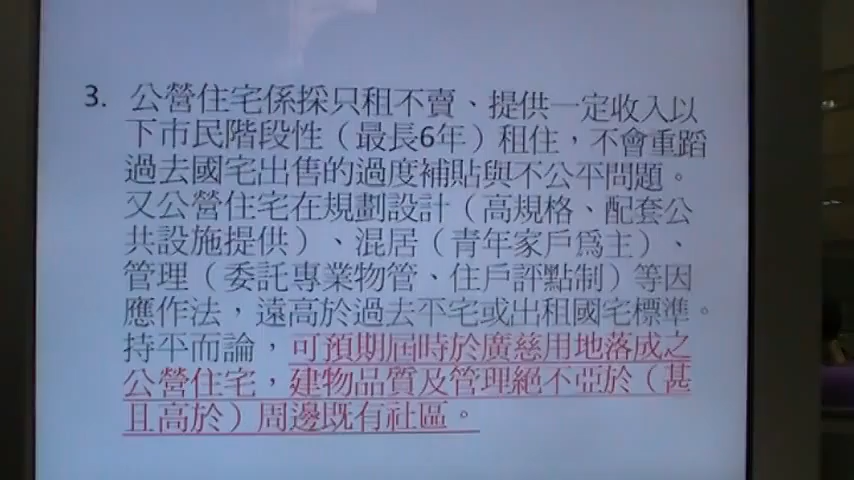 3. 公營住宅係採只租不賣、提供一定收入以
下市民階段性（最長6年）租住，不會重蹈
過去國宅出售的過度補貼與不公平問題。
又公營住宅在規劃設計（高規格、配套公
共設施提供）、混居（青年家戶為主）、
管理（委託專業物管、住戶評點制）等因
應作法，遠高於過去平宅或出租國宅標準。
持平而論，可預期屆時於廣慈用地落成之
公營住宅，建物品質及管理絕不亞於（甚
且高於）周邊既有社區。